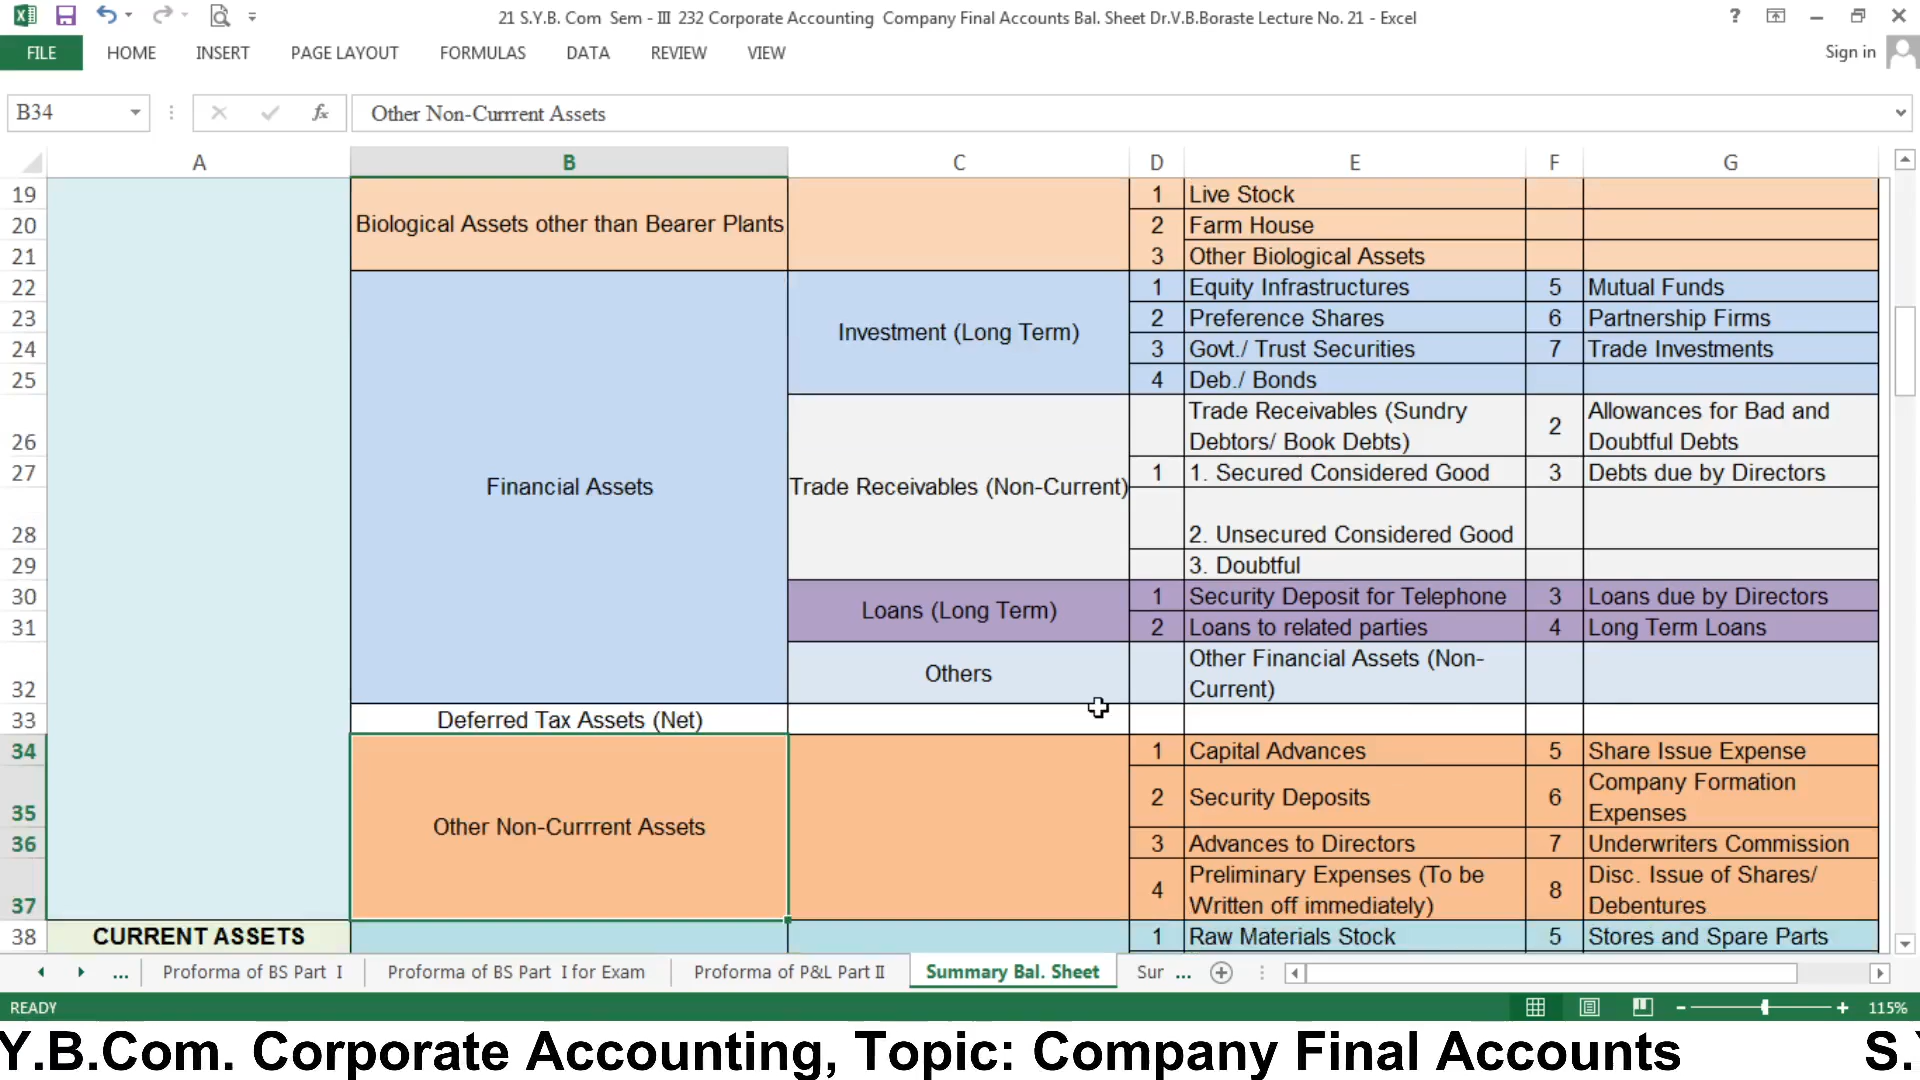 21 S.Y.B. Com Sem - III 232 Corporate Accounting Company Final Accounts Bal. Sheet Dr.V.B.Boraste Lecture No. 21 - Excel
FILE HOME INSERT PAGE LAYOUT FORMULAS DATA REVIEW VIEW Sign in
B34 fx Other Non-Currrent Assets
A B C D E F G
19 1 Live Stock
20 Biological Assets other than Bearer Plants 2 Farm House
21 3 Other Biological Assets
22 1 Equity Infrastructures 5 Mutual Funds
23 Investment (Long Term) 2 Preference Shares 6 Partnership Firms
24 3 Govt./ Trust Securities 7 Trade Investments
25 4 Deb./ Bonds
Trade Receivables (Sundry Allowances for Bad and
26 Debtors/ Book Debts) 2 Doubtful Debts
27 1 1. Secured Considered Good 3 Debts due by Directors
Financial Assets Trade Receivables (Non-Current)
28 2. Unsecured Considered Good
29 3. Doubtful
30 1 Security Deposit for Telephone 3 Loans due by Directors
Loans (Long Term)
31 2 Loans to related parties 4 Long Term Loans
Other Financial Assets (Non-
32 Others Current)
33 Deferred Tax Assets (Net)
34 1 Capital Advances 5 Share Issue Expense
Company Formation
35 2 Security Deposits 6 Expenses
Other Non-Currrent Assets
36 3 Advances to Directors 7 Underwriters Commission
Preliminary Expenses (To be Disc. Issue of Shares/
37 4 Written off immediately) 8 Debentures
38 CURRENT ASSETS 1 Raw Materials Stock 5 Stores and Spare Parts
... Proforma of BS Part I Proforma of BS Part I for Exam Proforma of P&L Part II Summary Bal. Sheet Sur ...
READY 115%
Y.B.Com. Corporate Accounting, Topic: Company Final Accounts S.Y